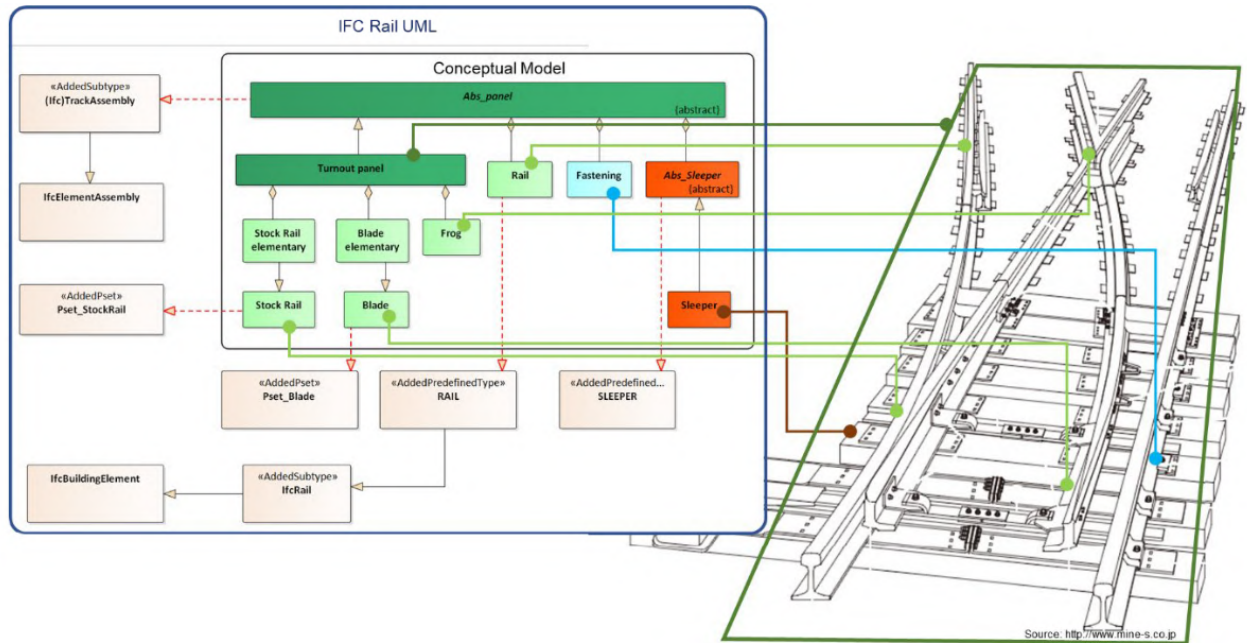 IFC Rail UML
Conceptual Model
«AddedSubtype»
(Ifc)TrackAssembly
Abs_panel
{abstract}
Turnout panel
Rail
Fastening
Abs_Sleeper
{abstract}
IfcElementAssembly
Stock Rail
elementary
Blade
elementary
Frog
«AddedPset»
Pset_StockRail
Stock Rail
Blade
Sleeper
«AddedPset»
Pset_Blade
«AddedPredefinedType»
RAIL
«AddedPredefined...
SLEEPER
IfcBuildingElement
«AddedSubtype»
IfcRail
Source: http://www.mine-s.co.jp